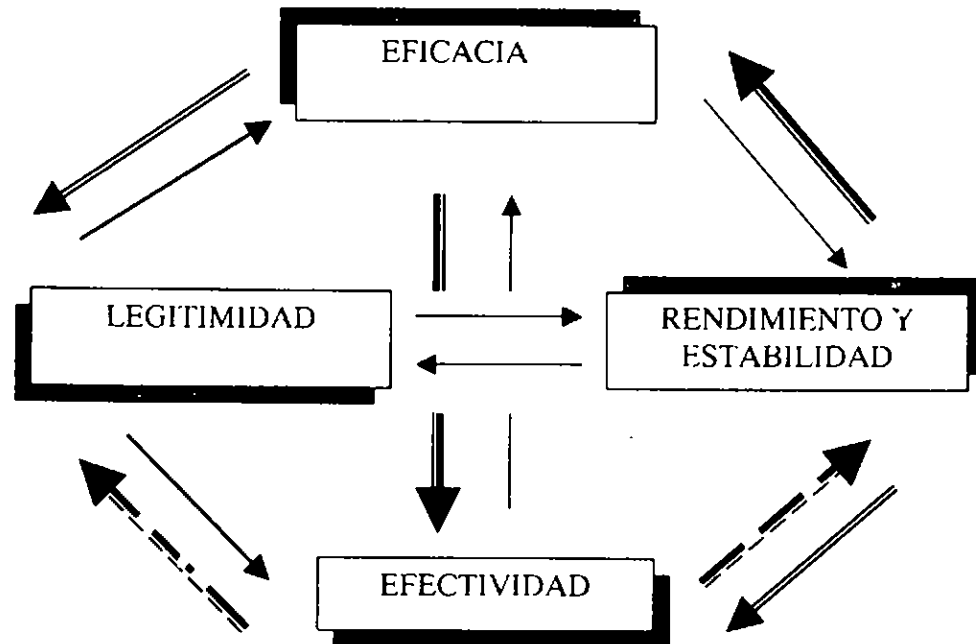 EFICACIA
LEGITIMIDAD
RENDIMIENTO Y
ESTABILIDAD
EFECTIVIDAD